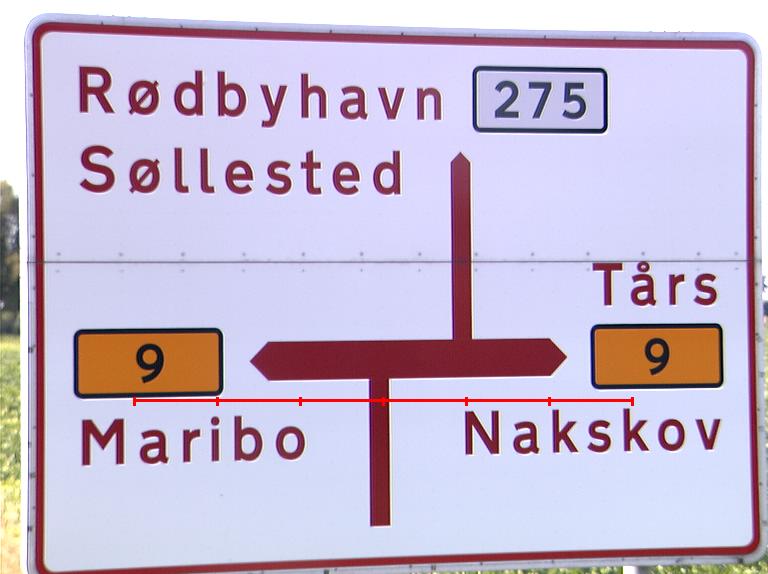 Rødbyhavn 275
Søllested
Tårs
9 9
Maribo Nakskov